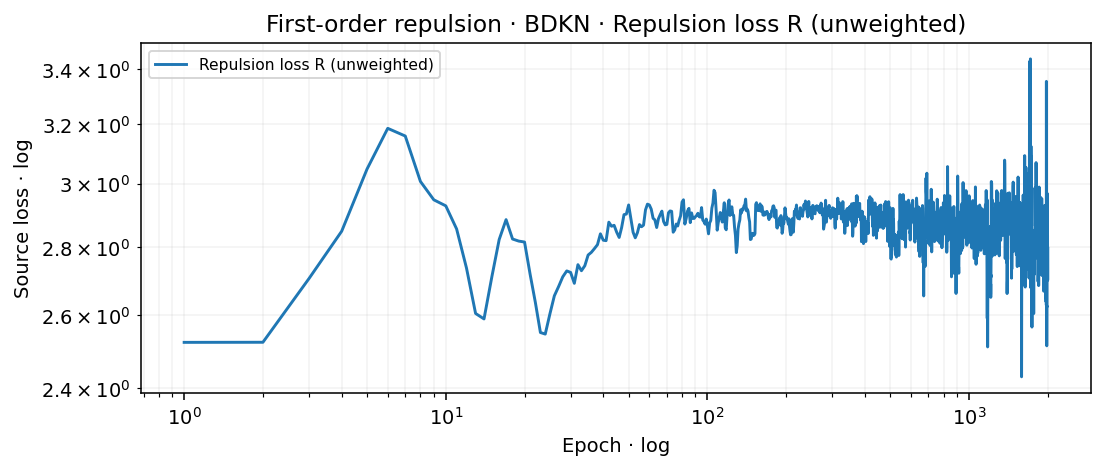 First-order repulsion · BDKN · Repulsion loss R (unweighted)
Repulsion loss R (unweighted)
Source loss · log
3.4 × 10⁰
3.2 × 10⁰
3 × 10⁰
2.8 × 10⁰
2.6 × 10⁰
2.4 × 10⁰
10⁰ 10¹ 10² 10³
Epoch · log